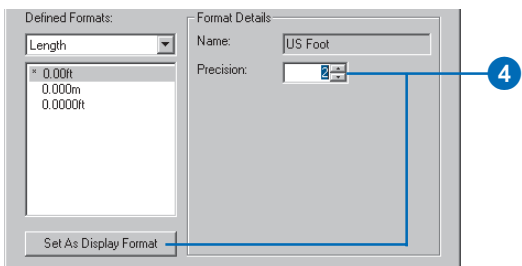 Defined Formats:
Length
* 0.00ft
0.000m
0.0000ft
Set As Display Format
Format Details
Name: US Foot
Precision: 2
4